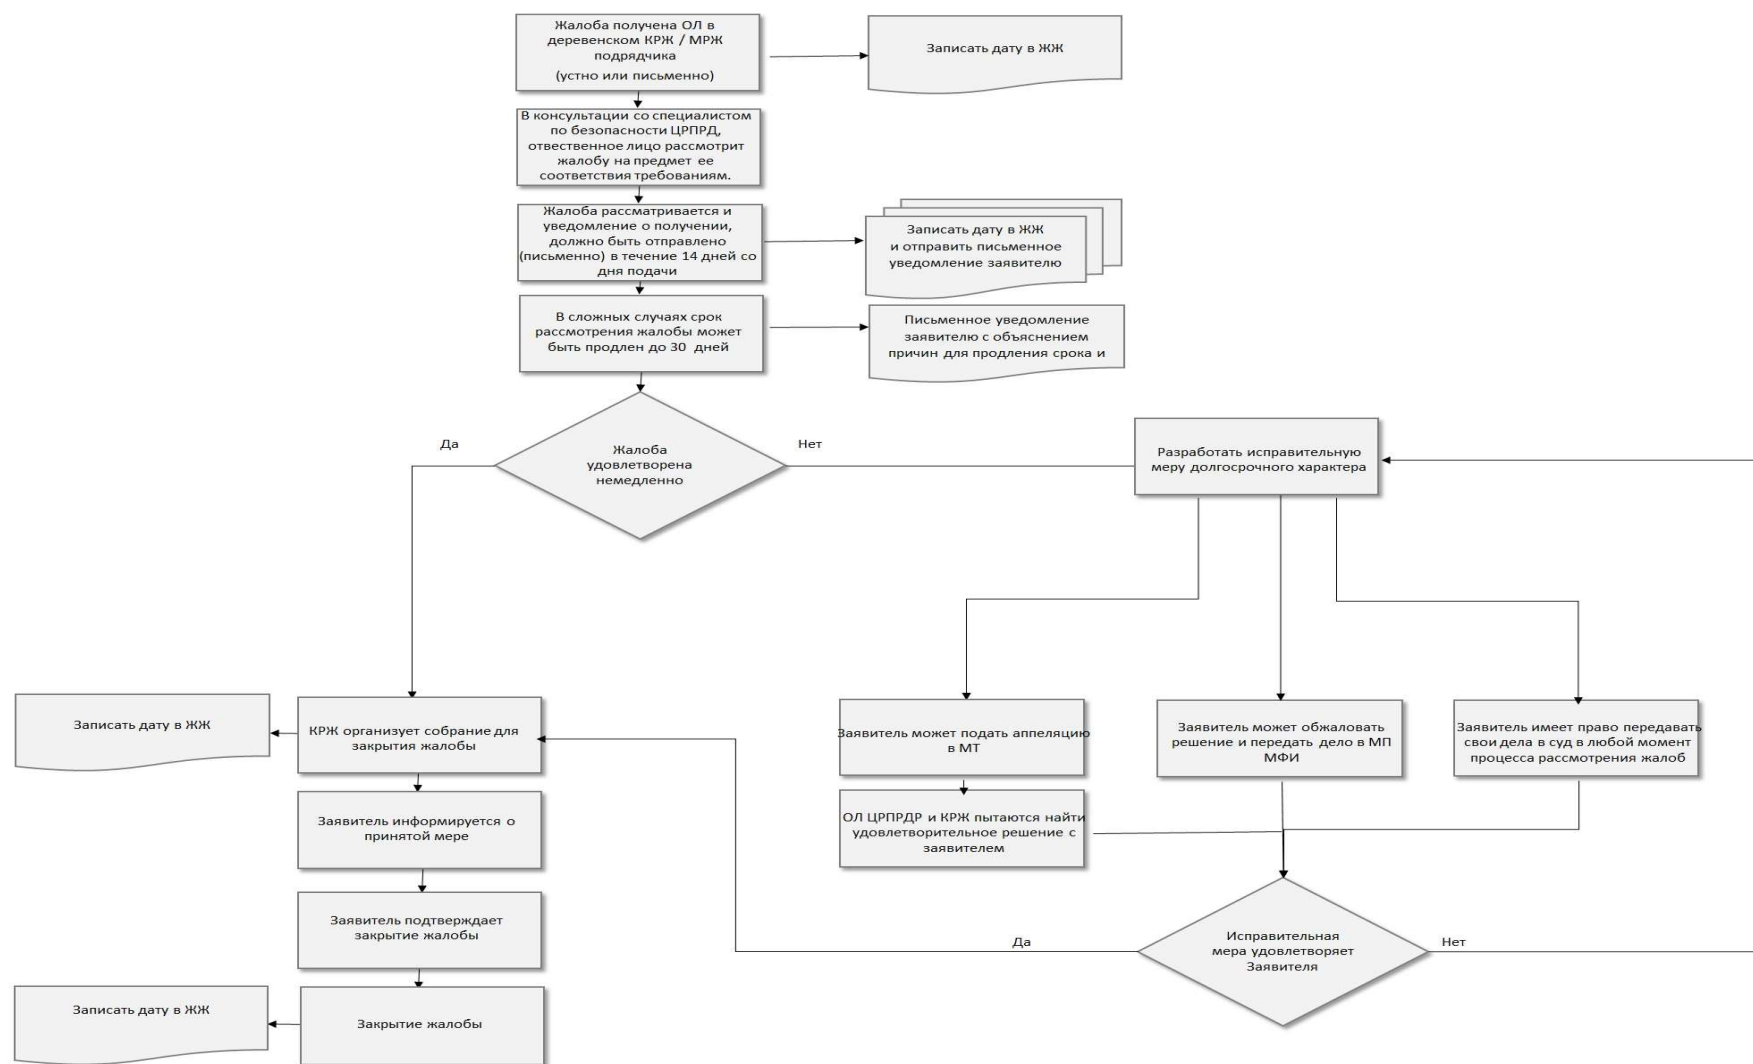 Жалоба получена ОЛ в
деревенском КРЖ / МРЖ
подрядчика
(устно или письменно)
Записать дату в ЖЖ
В консультации со специалистом
по безопасности ЦРПРД,
отвественное лицо рассмотрит
жалобу на предмет ее
соответствия требованиям.
Жалоба рассматривается и
уведомление о получении,
должно быть отправлено
(письменно) в течение 14 дней со
дня подачи
Записать дату в ЖЖ
и отправить письменное
уведомление заявителю
В сложных случаях срок
рассмотрения жалобы может
быть продлен до 30 дней
Письменное уведомление
заявителю с объяснением
причин для продления срока и
Да
Жалоба
удовлетворена
немедленно
Нет
Разработать исправительную
меру долгосрочного характера
Записать дату в ЖЖ
КРЖ организует собрание для
закрытия жалобы
Заявитель может подать аппеляцию
в МТ
Заявитель может обжаловать
решение и передать дело в МП
МФИ
Заявитель имеет право передавать
свои дела в суд в любой момент
процесса рассмотрения жалоб
Заявитель информируется о
принятой мере
ОЛ ЦРПРДР и КРЖ пытаются найти
удовлетворительное решение с
заявителем
Заявитель подтверждает
закрытие жалобы
Да
Исправительная
мера удовлетворяет
Заявителя
Нет
Записать дату в ЖЖ
Закрытие жалобы